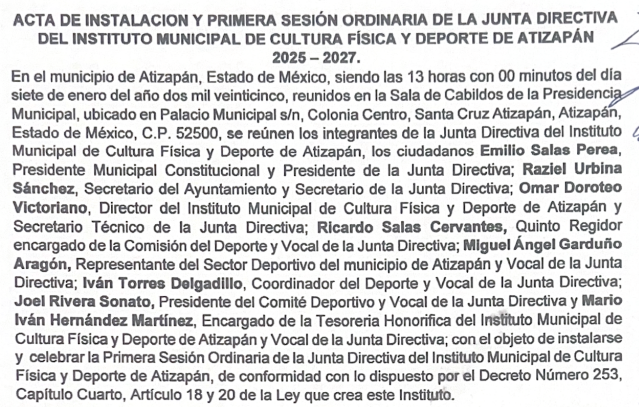 ACTA DE INSTALACION Y PRIMERA SESIÓN ORDINARIA DE LA JUNTA DIRECTIVA
DEL INSTITUTO MUNICIPAL DE CULTURA FÍSICA Y DEPORTE DE ATIZAPÁN
2025 – 2027.
En el municipio de Atizapán, Estado de México, siendo las 13 horas con 00 minutos del día
siete de enero del año dos mil veinticinco, reunidos en la Sala de Cabildos de la Presidencia
Municipal, ubicado en Palacio Municipal s/n, Colonia Centro, Santa Cruz Atizapán, Atizapán,
Estado de México, C.P. 52500, se reúnen los integrantes de la Junta Directiva del Instituto
Municipal de Cultura Física y Deporte de Atizapán, los ciudadanos Emilio Salas Perea,
Presidente Municipal Constitucional y Presidente de la Junta Directiva; Raziel Urbina
Sánchez, Secretario del Ayuntamiento y Secretario de la Junta Directiva; Omar Doroteo
Victoriano, Director del Instituto Municipal de Cultura Física y Deporte de Atizapán y
Secretario Técnico de la Junta Directiva; Ricardo Salas Cervantes, Quinto Regidor
encargado de la Comisión del Deporte y Vocal de la Junta Directiva; Miguel Ángel Garduño
Aragón, Representante del Sector Deportivo del municipio de Atizapán y Vocal de la Junta
Directiva; Iván Torres Delgadillo, Coordinador del Deporte y Vocal de la Junta Directiva;
Joel Rivera Sonato, Presidente del Comité Deportivo y Vocal de la Junta Directiva y Mario
Iván Hernández Martínez, Encargado de la Tesoreria Honorifica del Instituto Municipal de
Cultura Física y Deporte de Atizapán y Vocal de la Junta Directiva; con el objeto de instalarse
y celebrar la Primera Sesión Ordinaria de la Junta Directiva del Instituto Municipal de Cultura
Física y Deporte de Atizapán, de conformidad con lo dispuesto por el Decreto Número 253,
Capítulo Cuarto, Artículo 18 y 20 de la Ley que crea este Instituto.